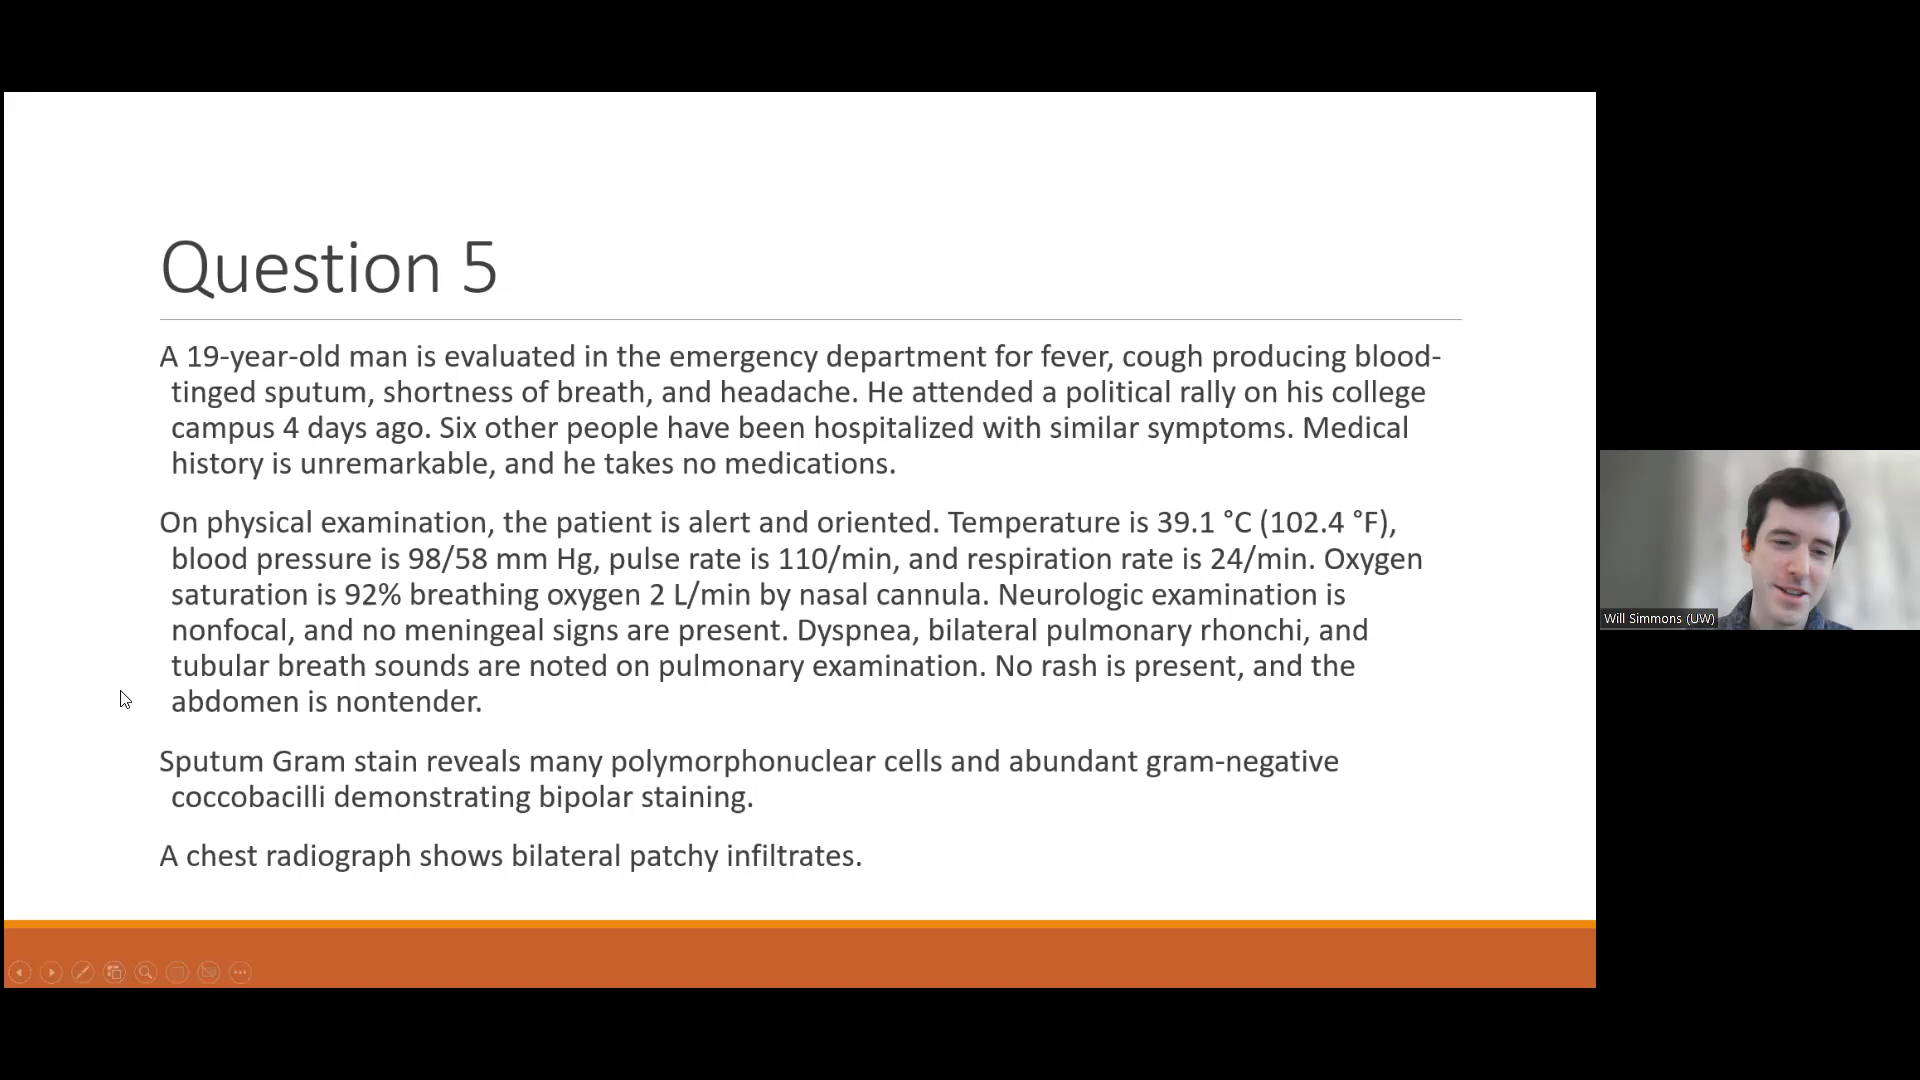 Question 5
A 19-year-old man is evaluated in the emergency department for fever, cough producing blood-
tinged sputum, shortness of breath, and headache. He attended a political rally on his college
campus 4 days ago. Six other people have been hospitalized with similar symptoms. Medical
history is unremarkable, and he takes no medications.
On physical examination, the patient is alert and oriented. Temperature is 39.1 °C (102.4 °F),
blood pressure is 98/58 mm Hg, pulse rate is 110/min, and respiration rate is 24/min. Oxygen
saturation is 92% breathing oxygen 2 L/min by nasal cannula. Neurologic examination is
nonfocal, and no meningeal signs are present. Dyspnea, bilateral pulmonary rhonchi, and
tubular breath sounds are noted on pulmonary examination. No rash is present, and the
abdomen is nontender.
Sputum Gram stain reveals many polymorphonuclear cells and abundant gram-negative
coccobacilli demonstrating bipolar staining.
A chest radiograph shows bilateral patchy infiltrates.
Will Simmons (UW)